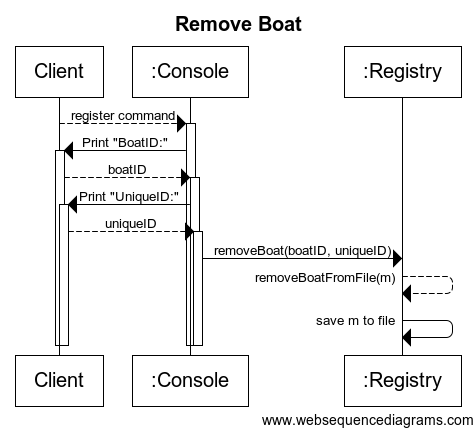 Remove Boat
Client
:Console
:Registry
register command
Print "BoatID:"
boatID
Print "UniqueID:"
uniqueID
removeBoat(boatID, uniqueID)
removeBoatFromFile(m)
save m to file
Client
:Console
:Registry
www.websequencediagrams.com